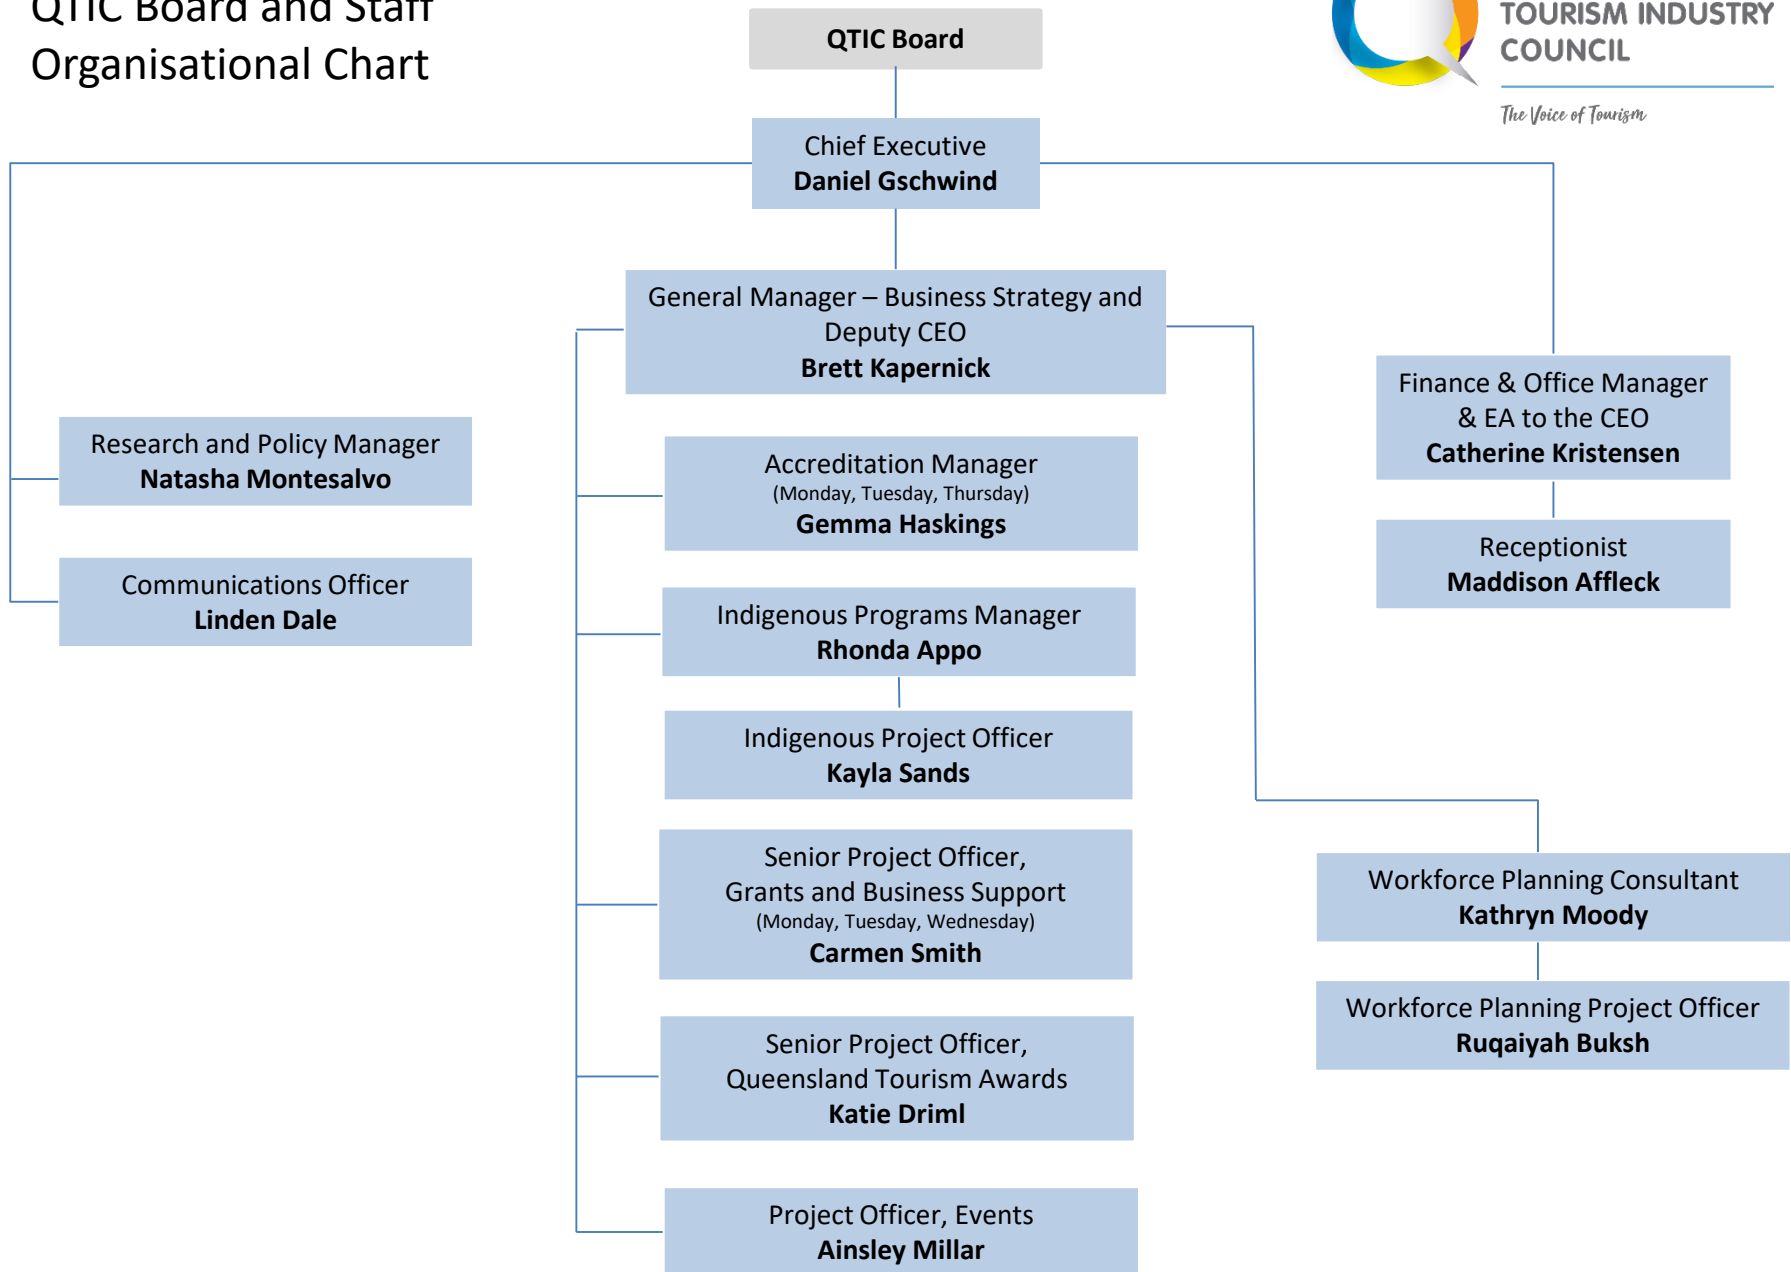 QTIC Board and Staff
Organisational Chart
QTIC Board
TOURISM INDUSTRY
COUNCIL
The Voice of Tourism
Chief Executive
Daniel Gschwind
General Manager – Business Strategy and
Deputy CEO
Brett Kapernick
Finance & Office Manager
& EA to the CEO
Catherine Kristensen
Research and Policy Manager
Natasha Montesalvo
Accreditation Manager
(Monday, Tuesday, Thursday)
Gemma Haskings
Receptionist
Maddison Affleck
Communications Officer
Linden Dale
Indigenous Programs Manager
Rhonda Appo
Indigenous Project Officer
Kayla Sands
Senior Project Officer,
Grants and Business Support
(Monday, Tuesday, Wednesday)
Carmen Smith
Workforce Planning Consultant
Kathryn Moody
Workforce Planning Project Officer
Ruqaiyah Buksh
Senior Project Officer,
Queensland Tourism Awards
Katie Driml
Project Officer, Events
Ainsley Millar